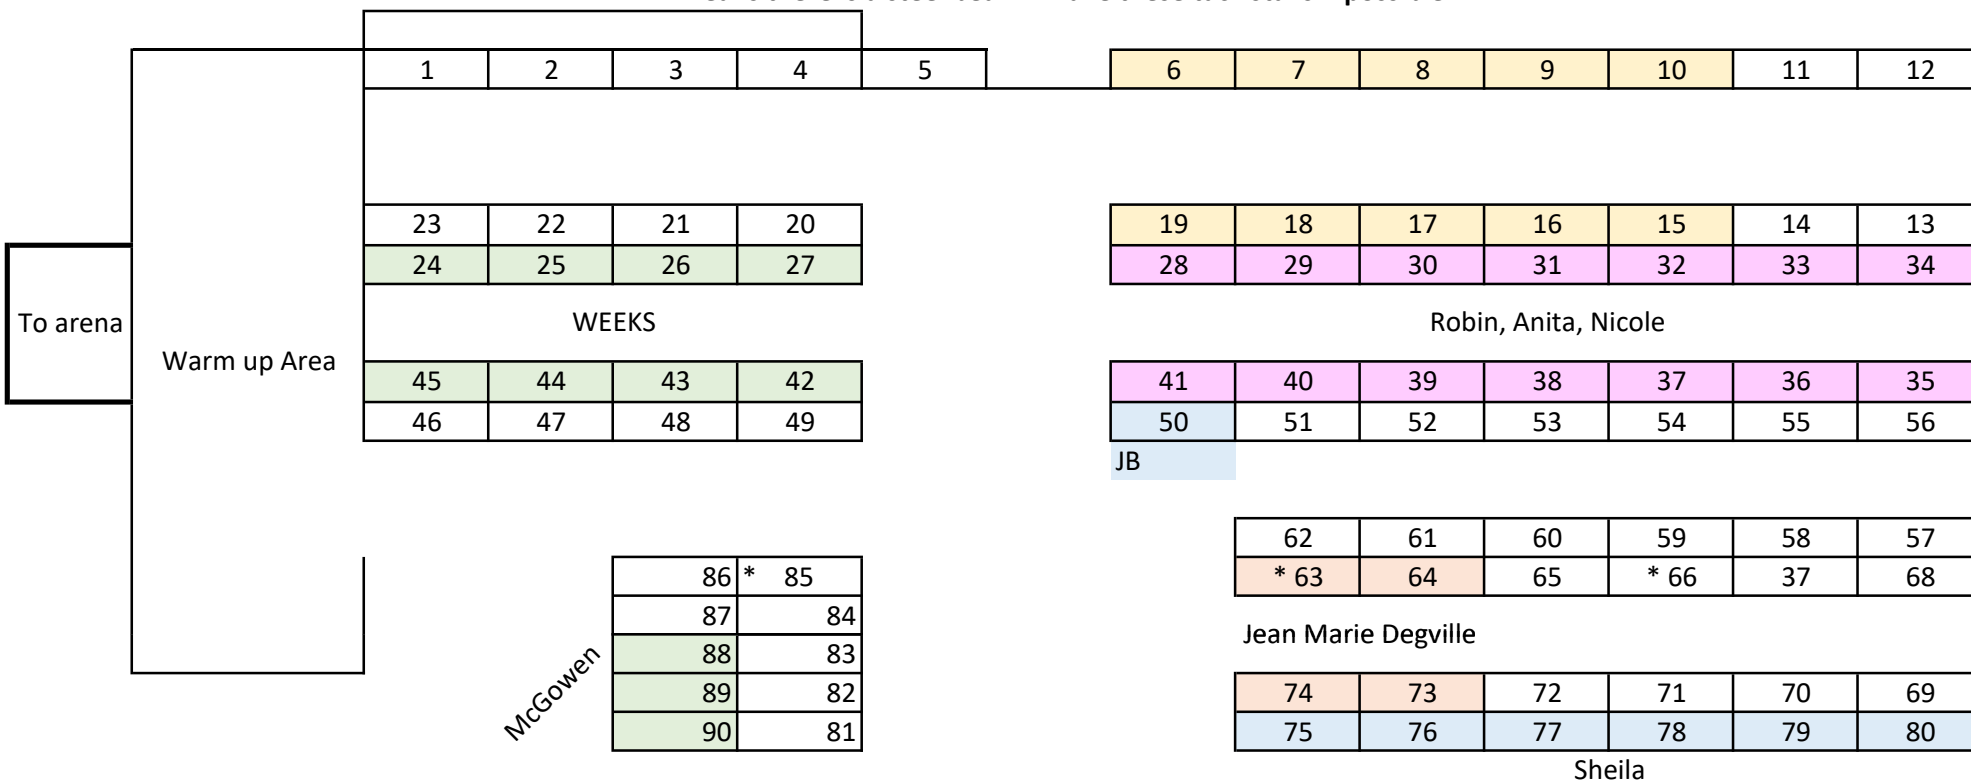 1 2 3 4 5 6 7 8 9 10 11 12
23 22 21 20 19 18 17 16 15 14 13
24 25 26 27 28 29 30 31 32 33 34
To arena WEEKS Robin, Anita, Nicole
Warm up Area
45 44 43 42 41 40 39 38 37 36 35
46 47 48 49 50 51 52 53 54 55 56
JB
62 61 60 59 58 57
86 * 85 * 63 64 65 * 66 37 68
87 84
Jean Marie Degville
88 83
McGowen
89 82 74 73 72 71 70 69
90 81 75 76 77 78 79 80
Sheila